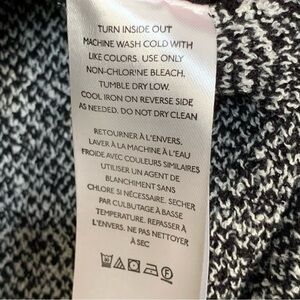 TURN INSIDE OUT
MACHINE WASH COLD WITH
LIKE COLORS. USE ONLY
NON-CHLORINE BLEACH.
TUMBLE DRY LOW.
COOL IRON ON REVERSE SIDE
AS NEEDED. DO NOT DRY CLEAN
RETOURNER À L'ENVERS.
LAVER À LA MACHINE À L'EAU
FROIDE AVEC COULEURS SIMILAIRES
UTILISER UN AGENT DE
BLANCHIMENT SANS
CHLORE SI NÉCESSAIRE. SECHER
PAR CULBUTAGE À BASSE
TEMPERATURE. REPASSER À
L'ENVERS. NE PAS NETTOYER
À SEC